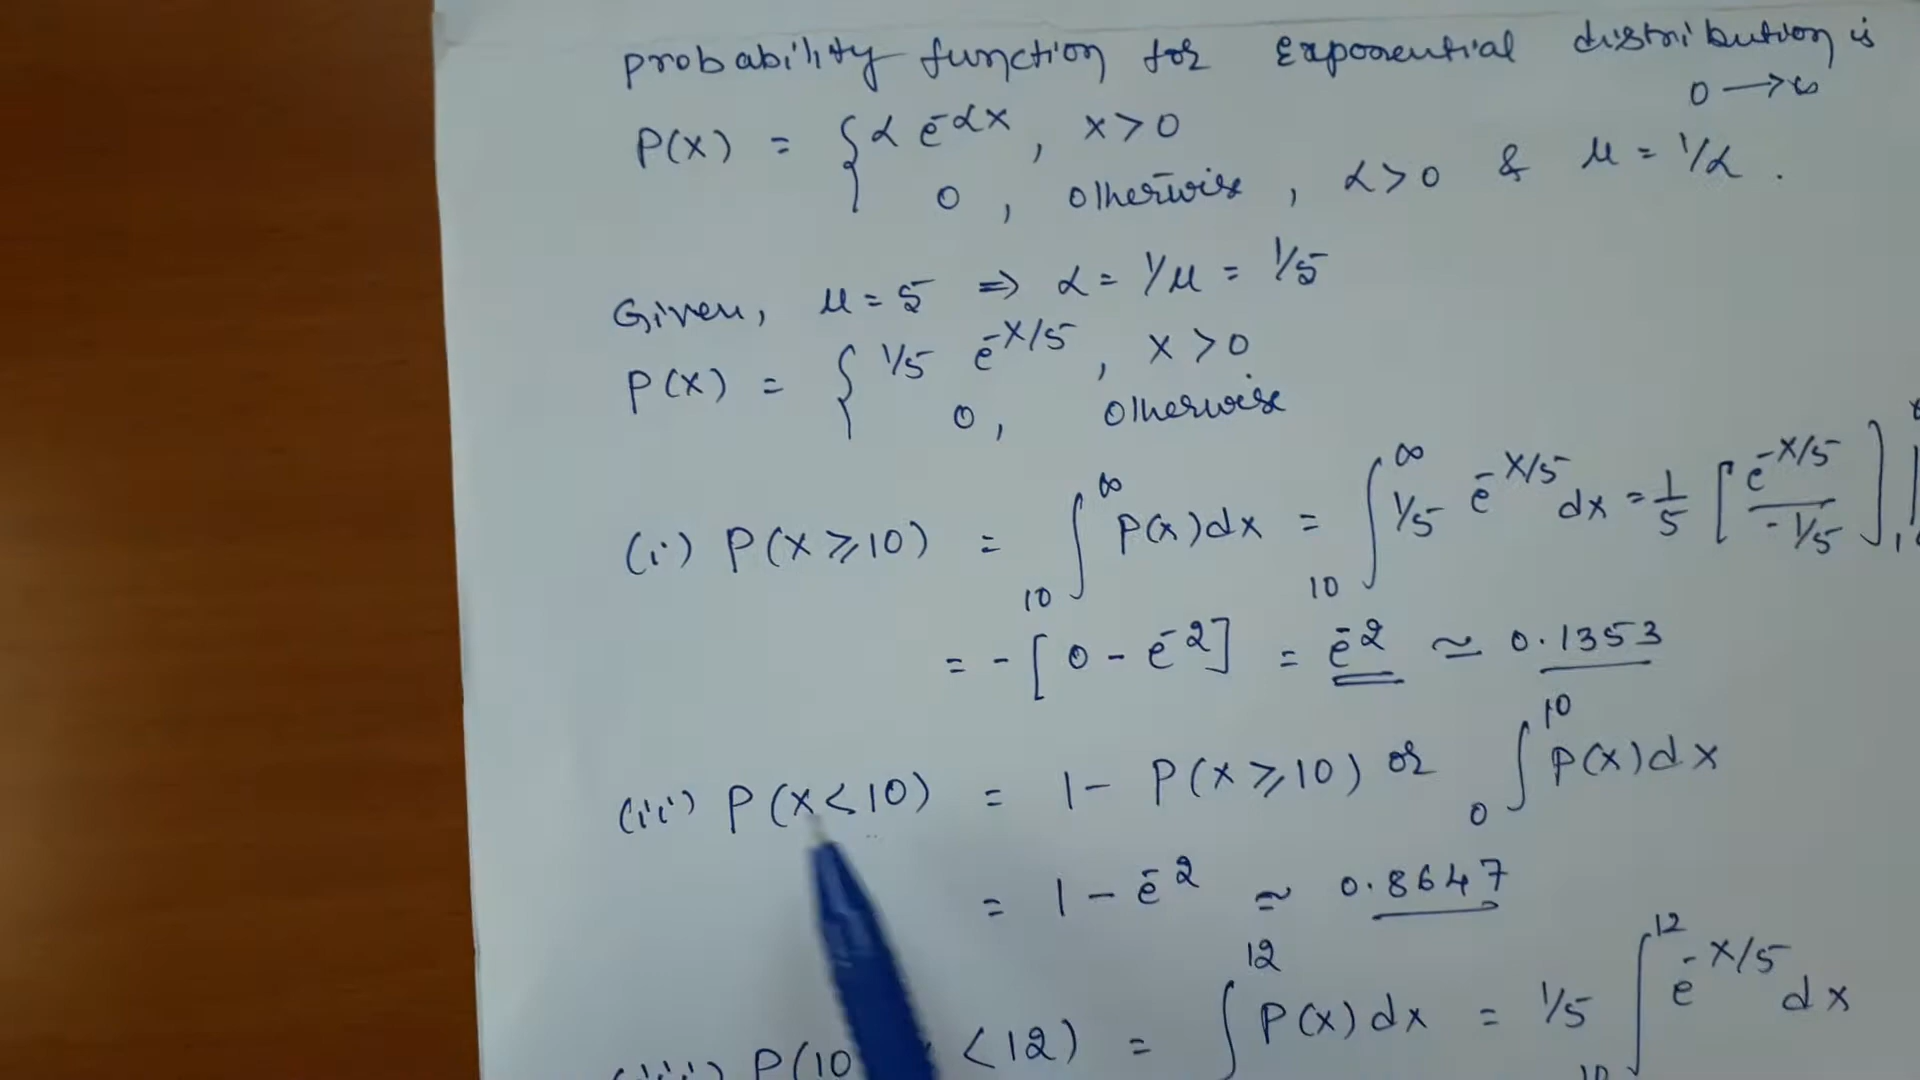 probability function for Exponential distribution is
0 ⟶ ∞
P(x) = { α e^-αx , x > 0
0 , otherwise , α > 0 & μ = 1/α .
Given, μ = 5 ⇒ α = 1/μ = 1/5
P(x) = { 1/5 e^-x/5 , x > 0
0 , otherwise
(i) P(x ≥ 10) = ∫_10^∞ P(x) dx = ∫_10^∞ 1/5 e^-x/5 dx = 1/5 [ e^-x/5 / -1/5 ]
= - [ 0 - e^-2 ] = e^-2 ≃ 0.1353
(ii) P(x < 10) = 1 - P(x ≥ 10) or ∫_0^10 P(x) dx
= 1 - e^-2 ≈ 0.8647
(iii) P(10 < 12) = ∫^12 P(x) dx = 1/5 ∫_10^12 e^-x/5 dx